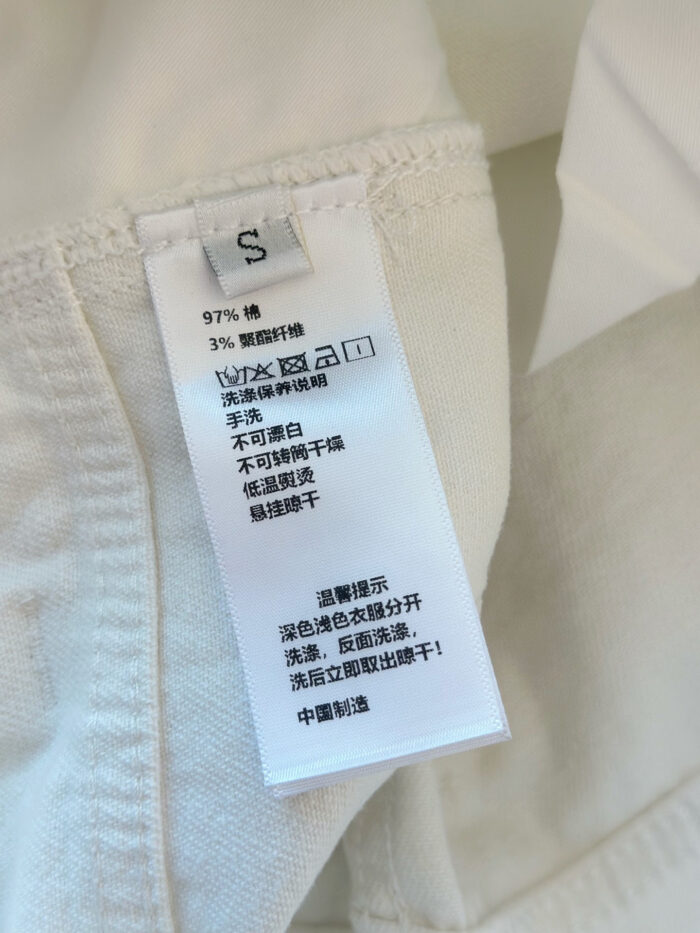 S
97% 棉
3% 聚酯纤维
洗涤保养说明
手洗
不可漂白
不可转筒干燥
低温熨烫
悬挂晾干
温馨提示
深色浅色衣服分开
洗涤，反面洗涤，
洗后立即取出晾干！
中國制造